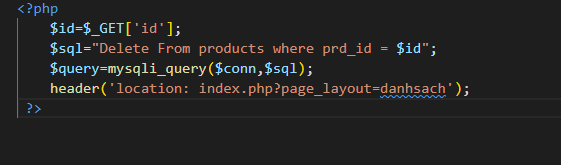 <?php
$id=$_GET['id'];
$sql="Delete From products where prd_id = $id";
$query=mysqli_query($conn,$sql);
header('location: index.php?page_layout=danhsach');
?>